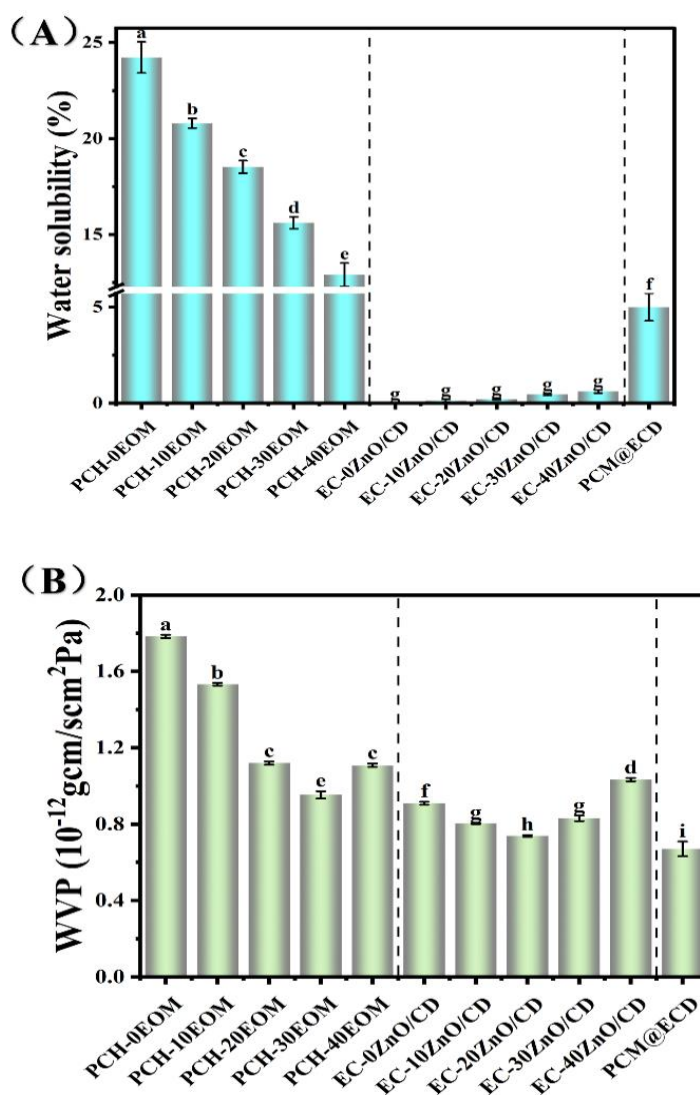 (A)
25
20
15
5
0
Water solubility (%)
a
b
c
d
e
g
g
g
g
g
f
PCH-0EOM
PCH-10EOM
PCH-20EOM
PCH-30EOM
PCH-40EOM
EC-0ZnO/CD
EC-10ZnO/CD
EC-20ZnO/CD
EC-30ZnO/CD
EC-40ZnO/CD
PCM@ECD
(B)
2.0
1.6
1.2
0.8
0.4
0.0
WVP (10⁻¹²gcm/scm²Pa)
a
b
c
e
c
f
g
h
g
d
i
PCH-0EOM
PCH-10EOM
PCH-20EOM
PCH-30EOM
PCH-40EOM
EC-0ZnO/CD
EC-10ZnO/CD
EC-20ZnO/CD
EC-30ZnO/CD
EC-40ZnO/CD
PCM@ECD